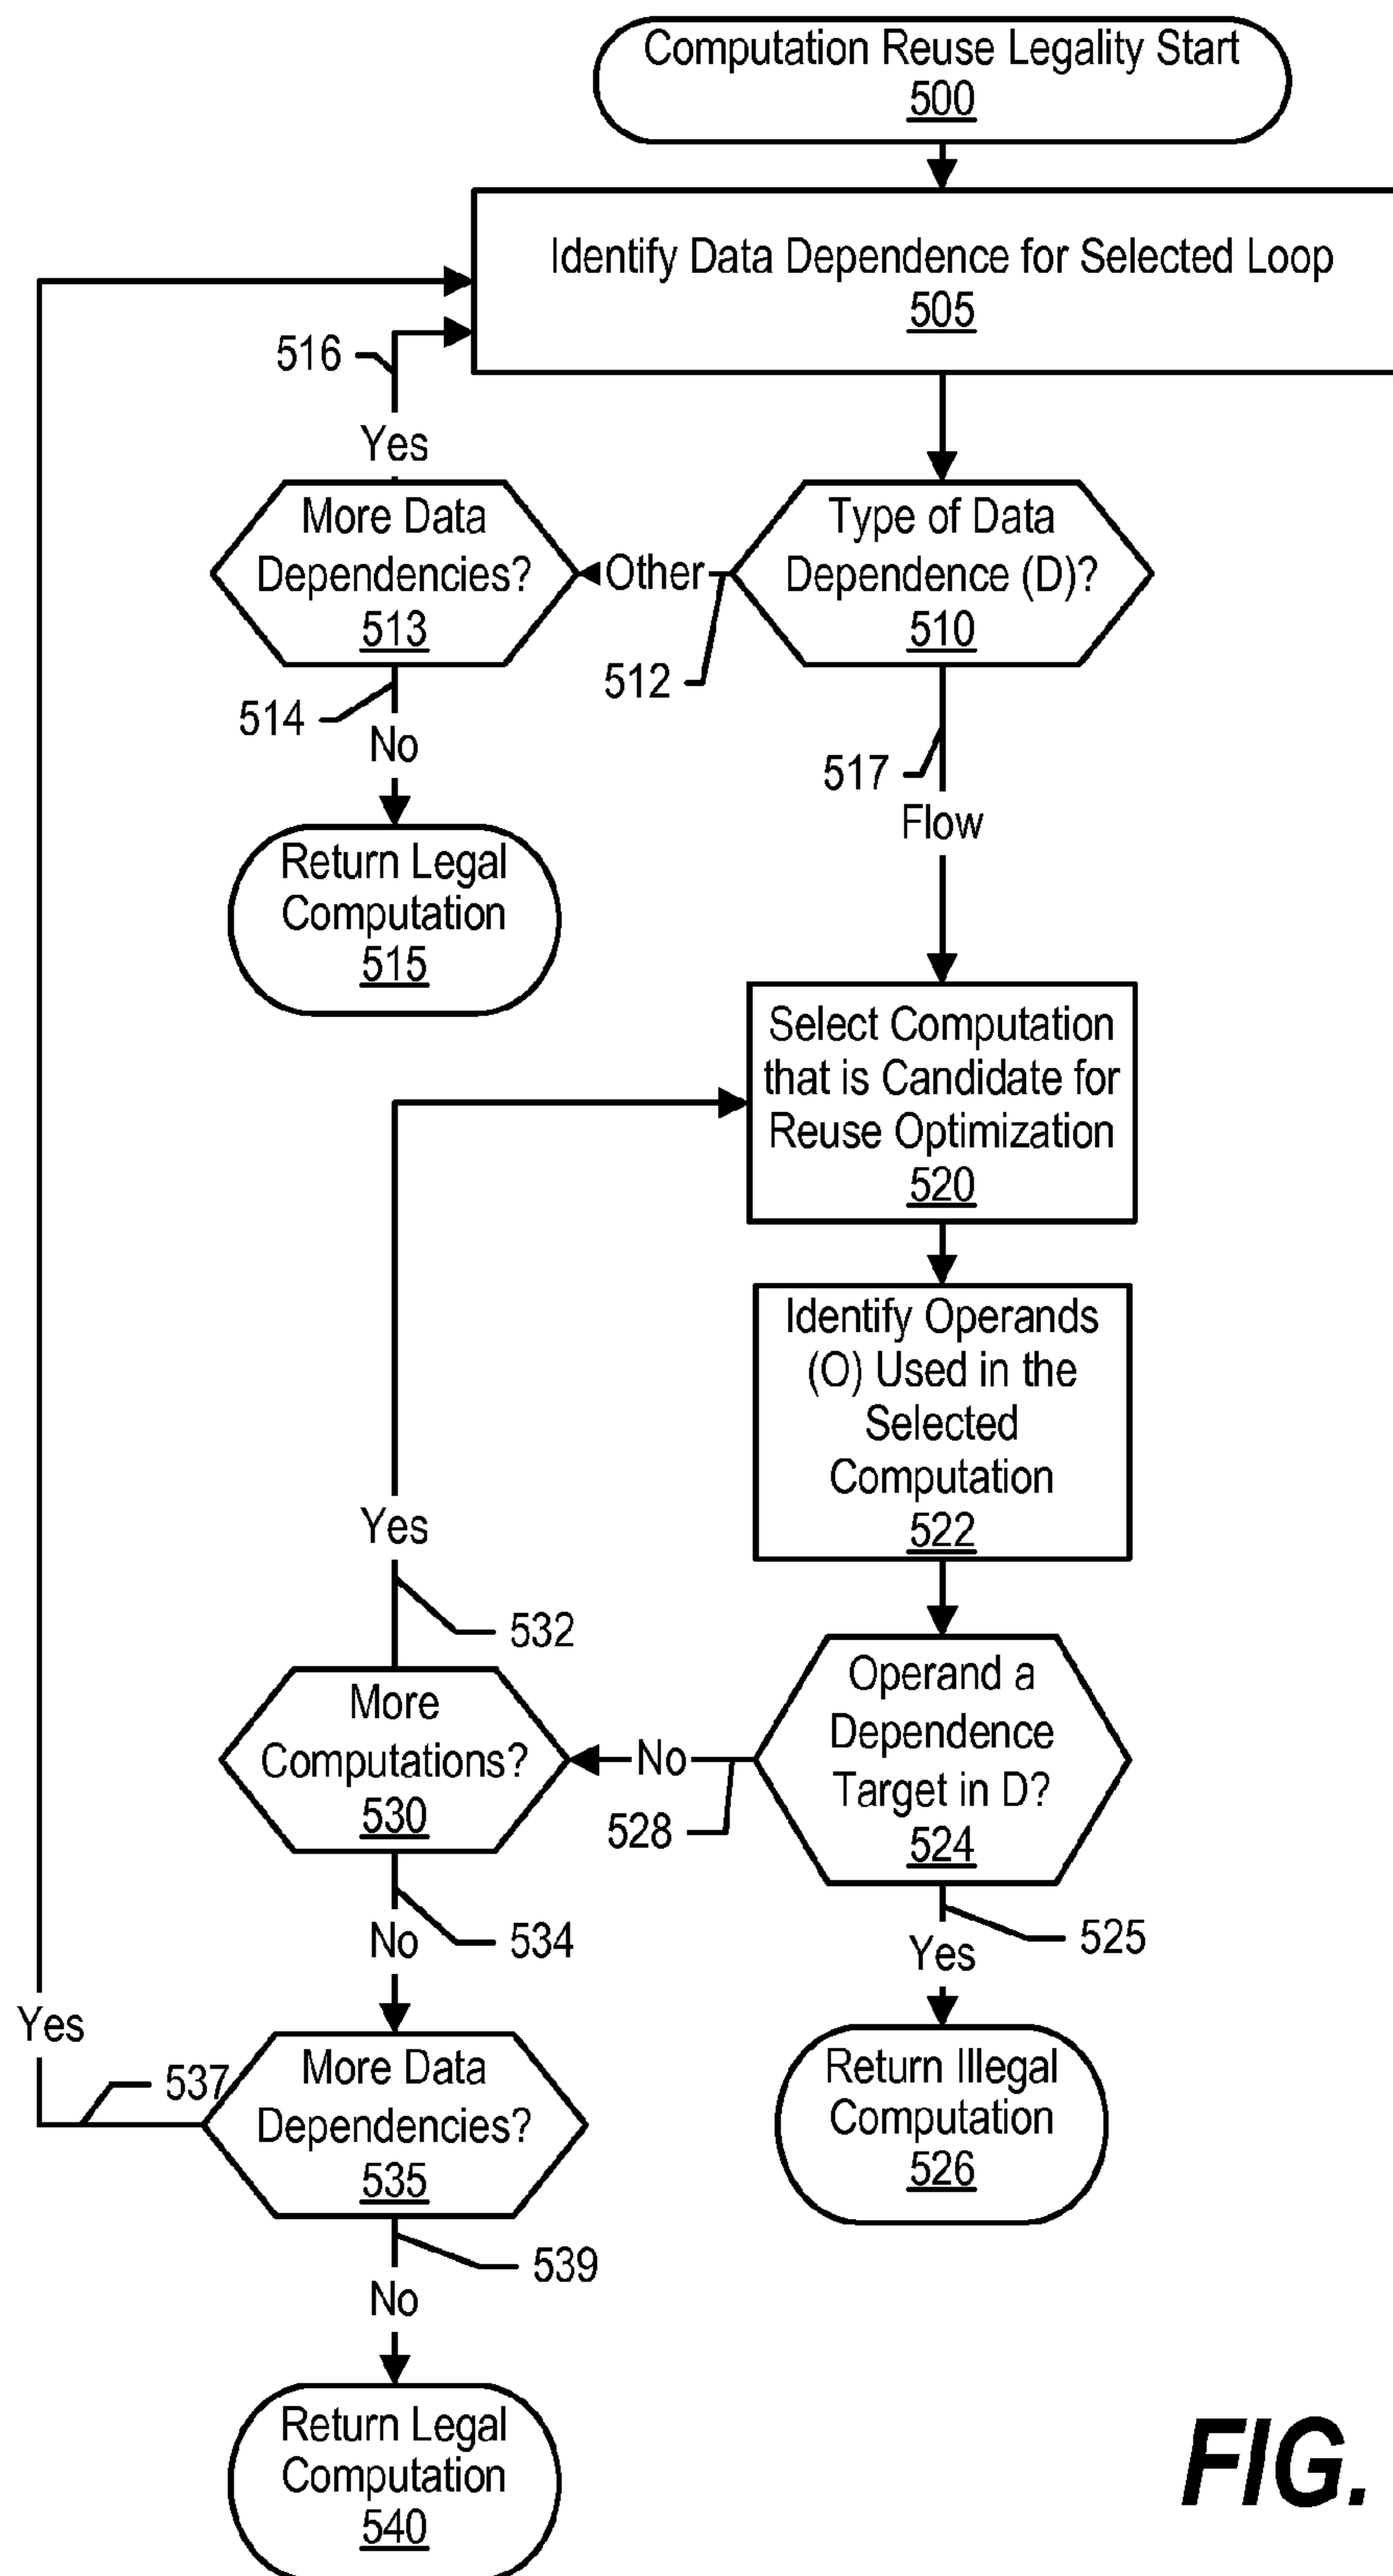 Computation Reuse Legality Start
500
Identify Data Dependence for Selected Loop
505
516
Yes
More Data
Dependencies?
513
Other
Type of Data
Dependence (D)?
510
512
514
No
517
Flow
Return Legal
Computation
515
Select Computation
that is Candidate for
Reuse Optimization
520
Identify Operands
(O) Used in the
Selected
Computation
522
Yes
532
More
Computations?
530
No
528
Operand a
Dependence
Target in D?
524
534
No
525
Yes
Yes
537
More Data
Dependencies?
535
Return Illegal
Computation
526
539
No
Return Legal
Computation
540
FIG.